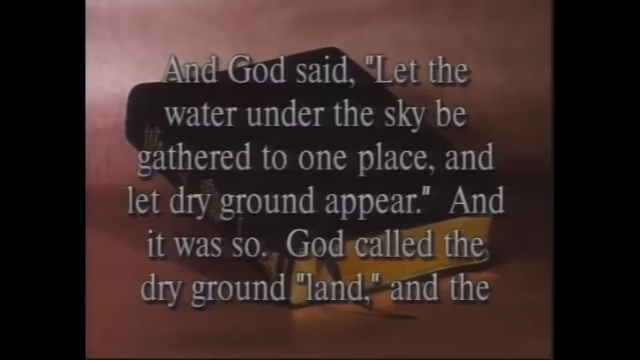 And God said, "Let the
water under the sky be
gathered to one place, and
let dry ground appear."  And
it was so.  God called the
dry ground "land," and the